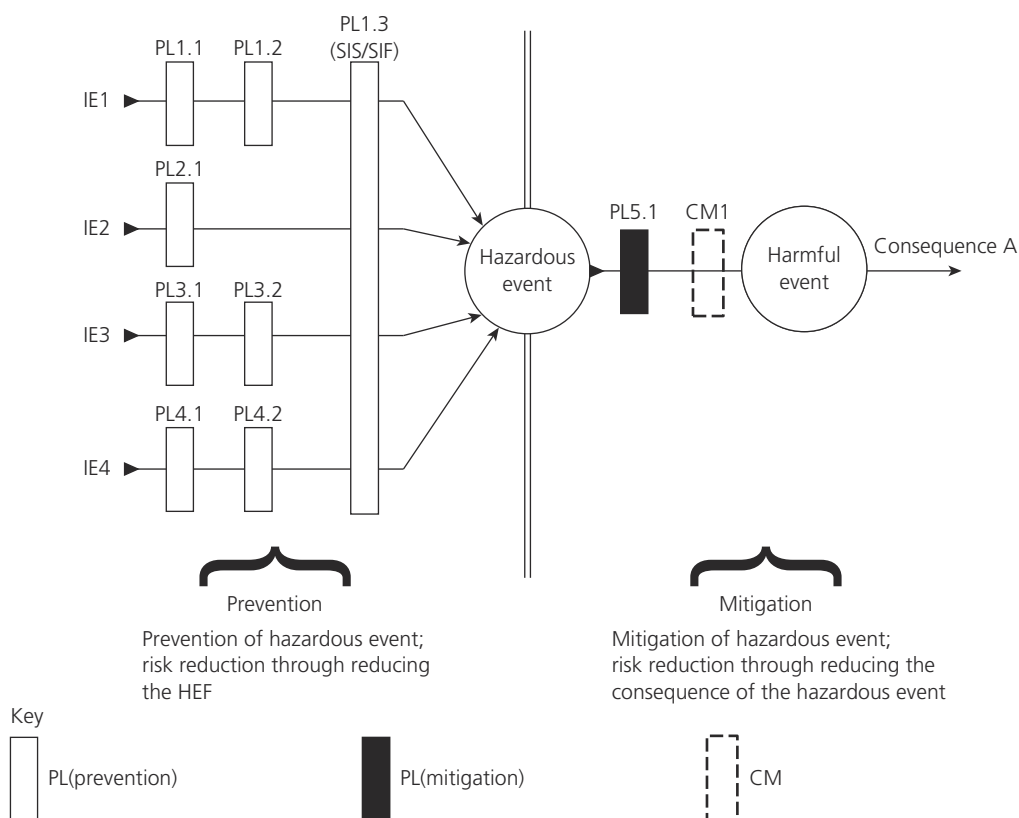 PL1.3
(SIS/SIF)
PL1.1
PL1.2
IE1
PL2.1
IE2
PL3.1
PL3.2
IE3
PL4.1
PL4.2
IE4
Hazardous
event
PL5.1
CM1
Harmful
event
Consequence A
Prevention
Prevention of hazardous event;
risk reduction through reducing
the HEF
Mitigation
Mitigation of hazardous event;
risk reduction through reducing the
consequence of the hazardous event
Key
PL(prevention)
PL(mitigation)
CM